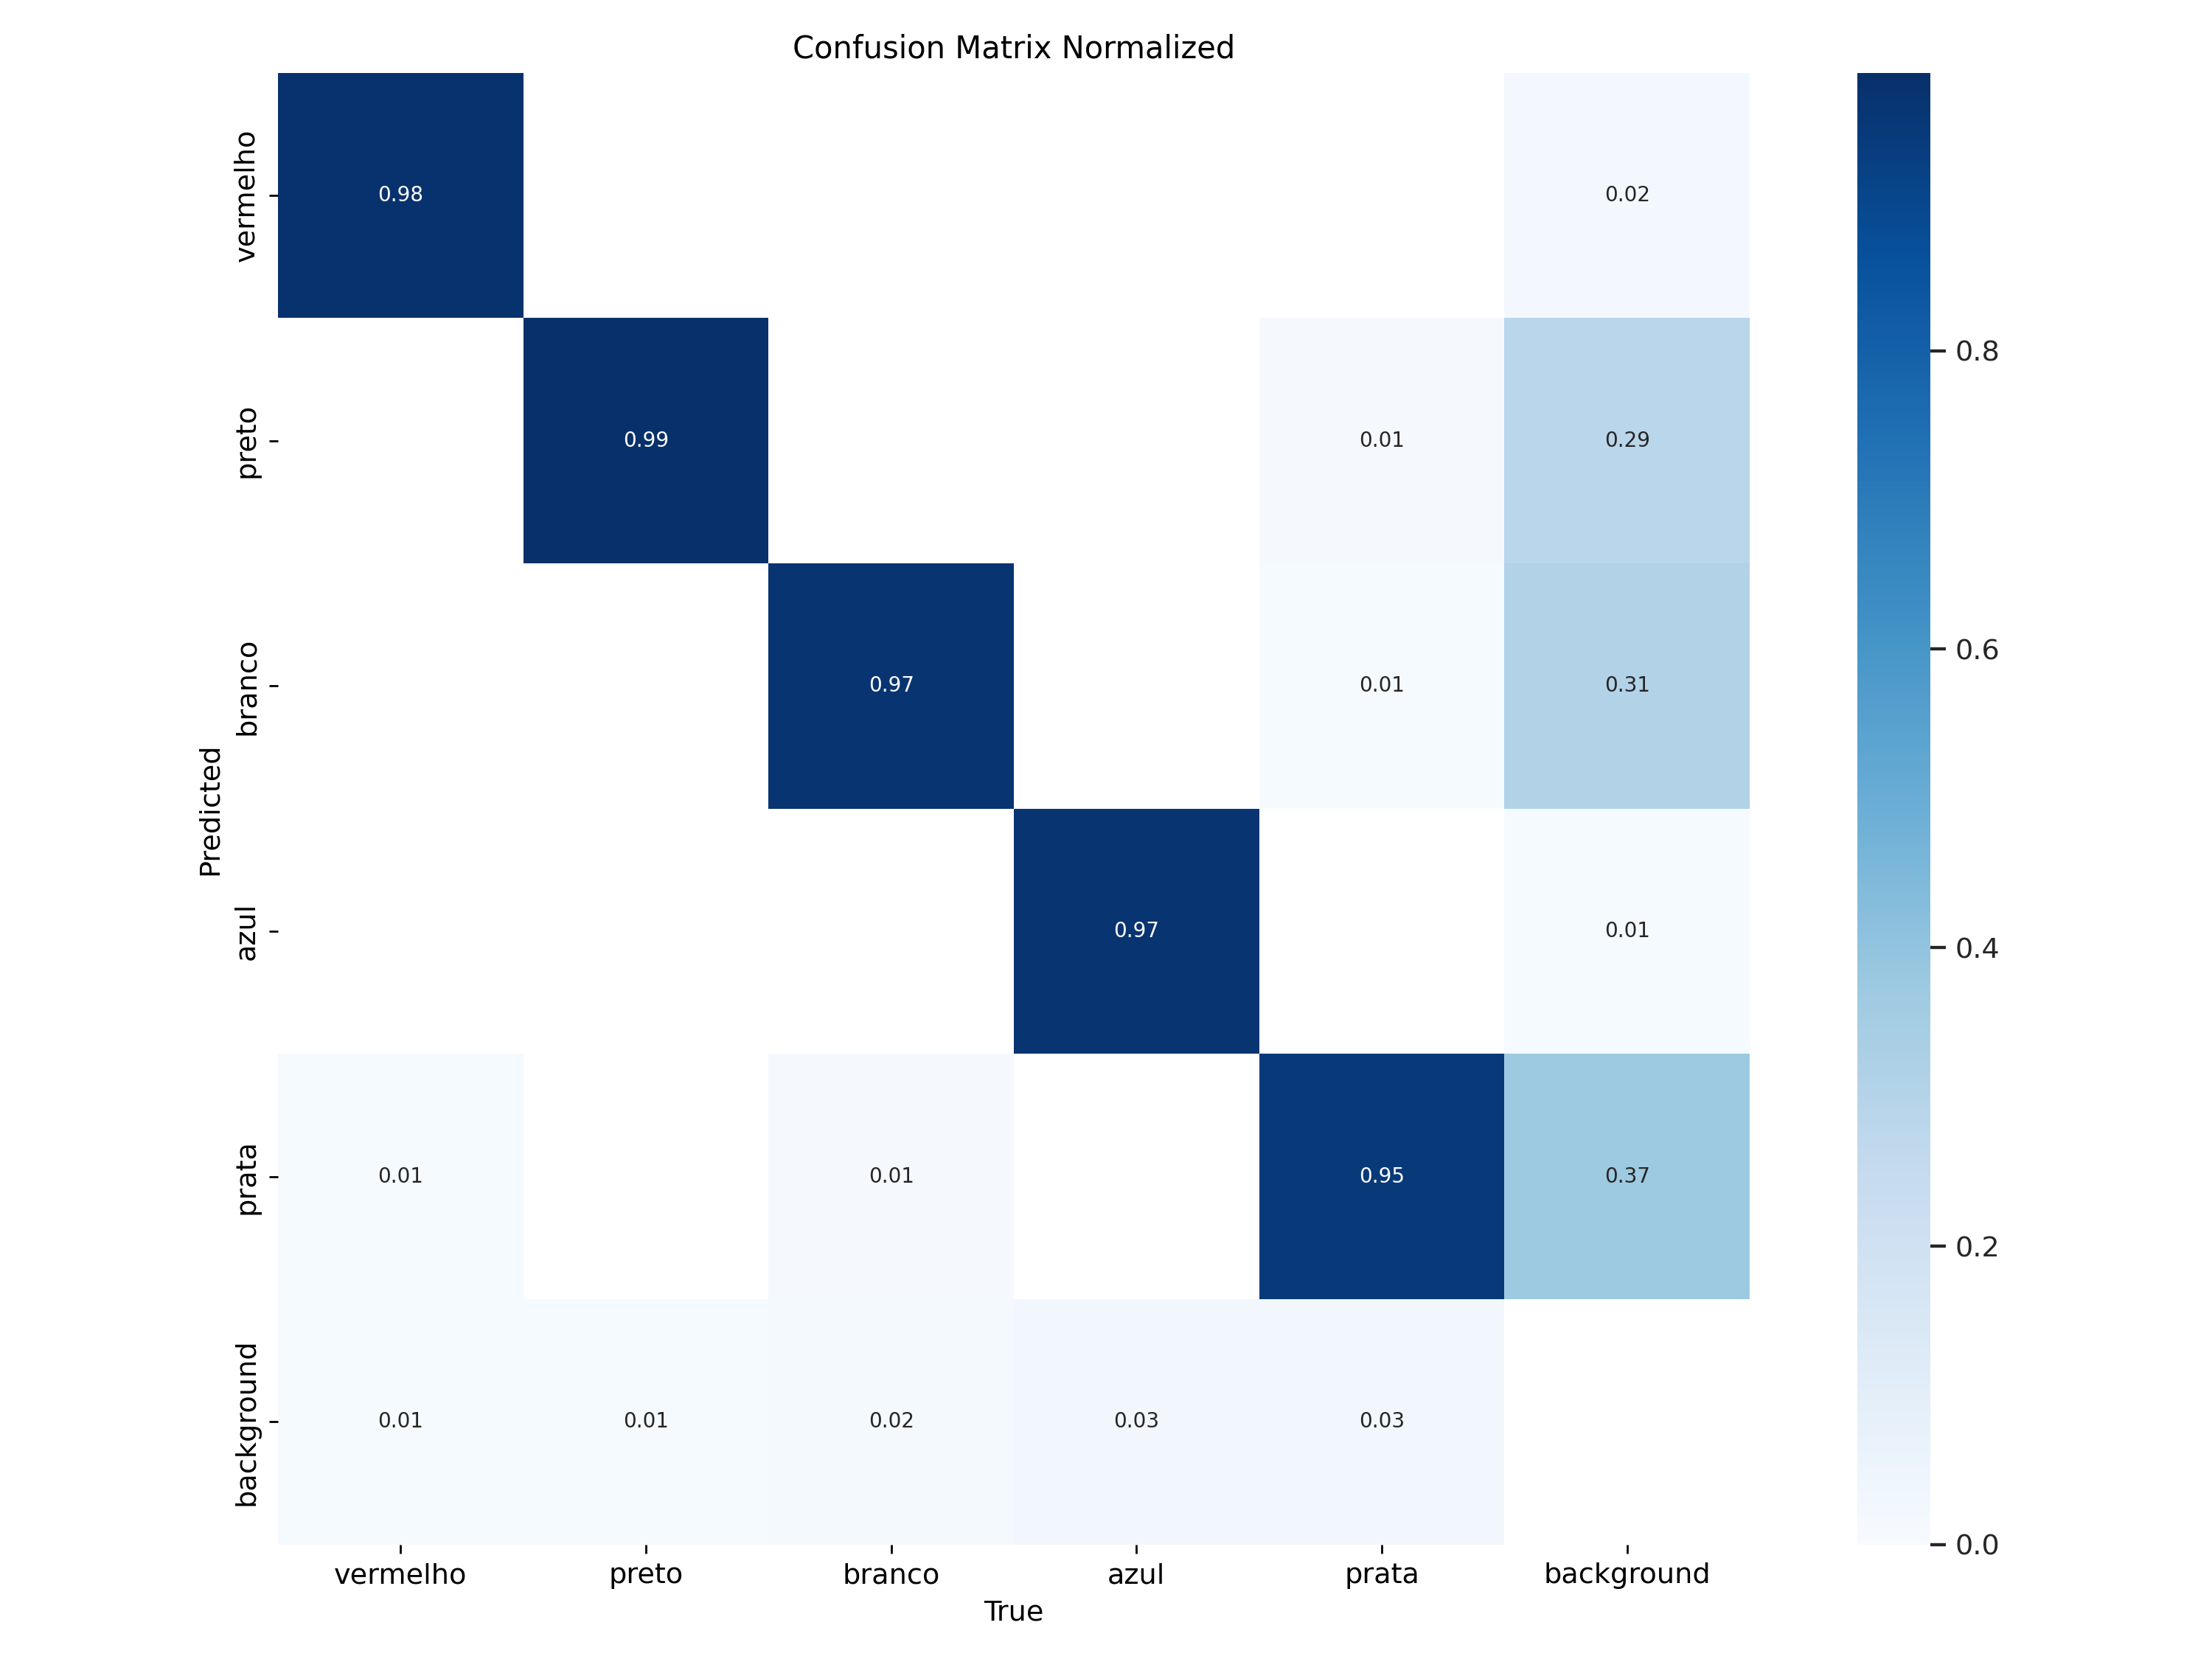 Confusion Matrix Normalized
vermelho
0.98
0.02
preto
0.99
0.01
0.29
0.8
branco
0.97
0.01
0.31
0.6
Predicted
azul
0.97
0.01
0.4
prata
0.01
0.01
0.95
0.37
0.2
background
0.01
0.01
0.02
0.03
0.03
0.0
vermelho
preto
branco
azul
prata
background
True